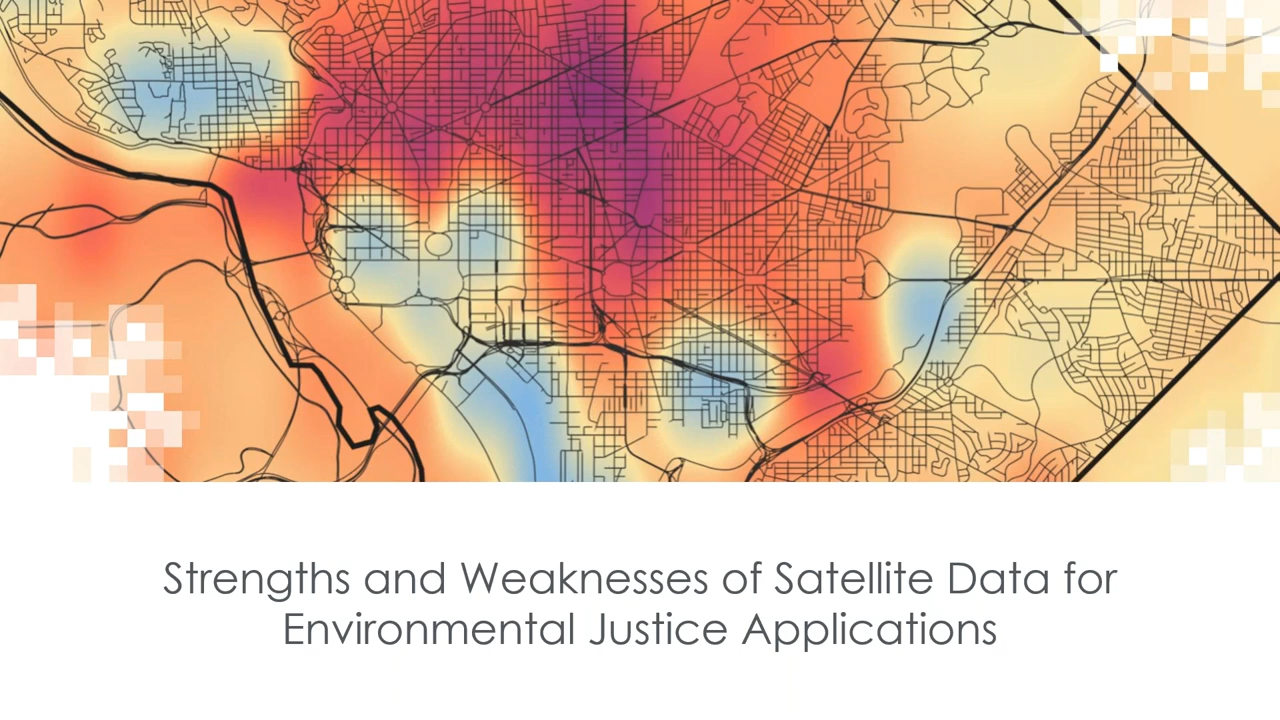 Strengths and Weaknesses of Satellite Data for
Environmental Justice Applications